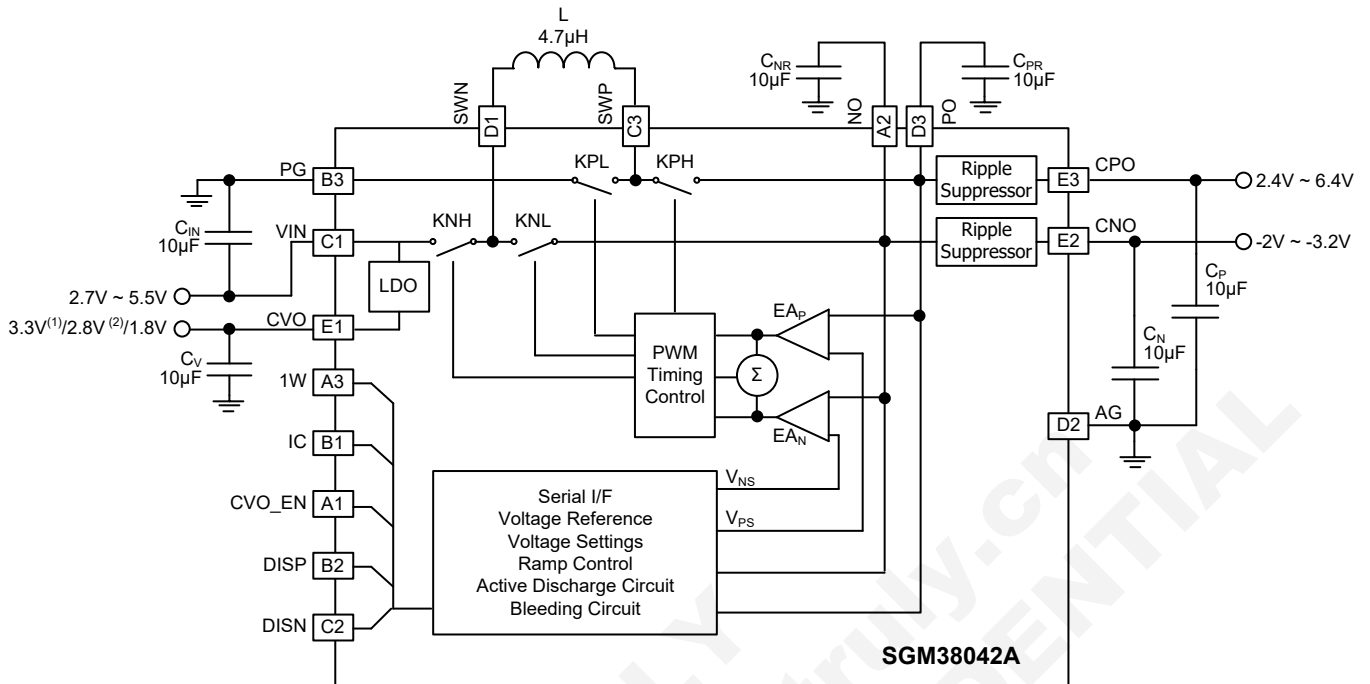 L
4.7µH
SWN
D1
SWP
C3
C_NR
10µF
C_PR
10µF
NO
A2
D3
PO
PG
B3
KPL
KPH
Ripple
Suppressor
E3
CPO
2.4V ~ 6.4V
C_IN
10µF
VIN
C1
KNH
KNL
Ripple
Suppressor
E2
CNO
-2V ~ -3.2V
LDO
2.7V ~ 5.5V
C_P
10µF
3.3V(1)/2.8V (2)/1.8V
CVO
E1
EA_P
C_N
10µF
PWM
Timing
Control
Σ
C_V
10µF
1W
A3
EA_N
D2
AG
IC
B1
V_NS
CVO_EN
A1
V_PS
Serial I/F
Voltage Reference
Voltage Settings
Ramp Control
Active Discharge Circuit
Bleeding Circuit
DISP
B2
DISN
C2
SGM38042A